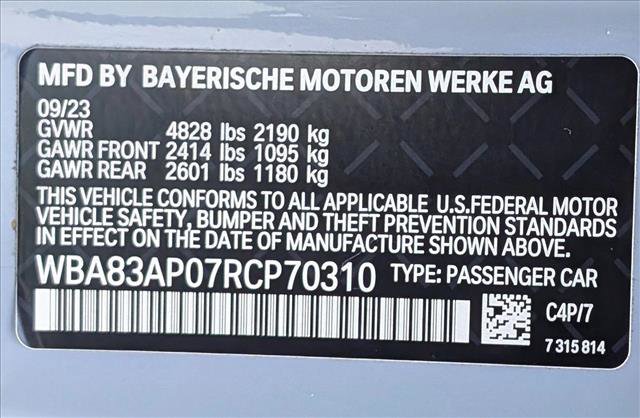 MFD BY BAYERISCHE MOTOREN WERKE AG
09/23
GVWR 4828 lbs 2190 kg
GAWR FRONT 2414 lbs 1095 kg
GAWR REAR 2601 lbs 1180 kg
THIS VEHICLE CONFORMS TO ALL APPLICABLE U.S.FEDERAL MOTOR
VEHICLE SAFETY, BUMPER AND THEFT PREVENTION STANDARDS
IN EFFECT ON THE DATE OF MANUFACTURE SHOWN ABOVE.
WBA83AP07RCP70310 TYPE: PASSENGER CAR
C4P/7
7 315 814